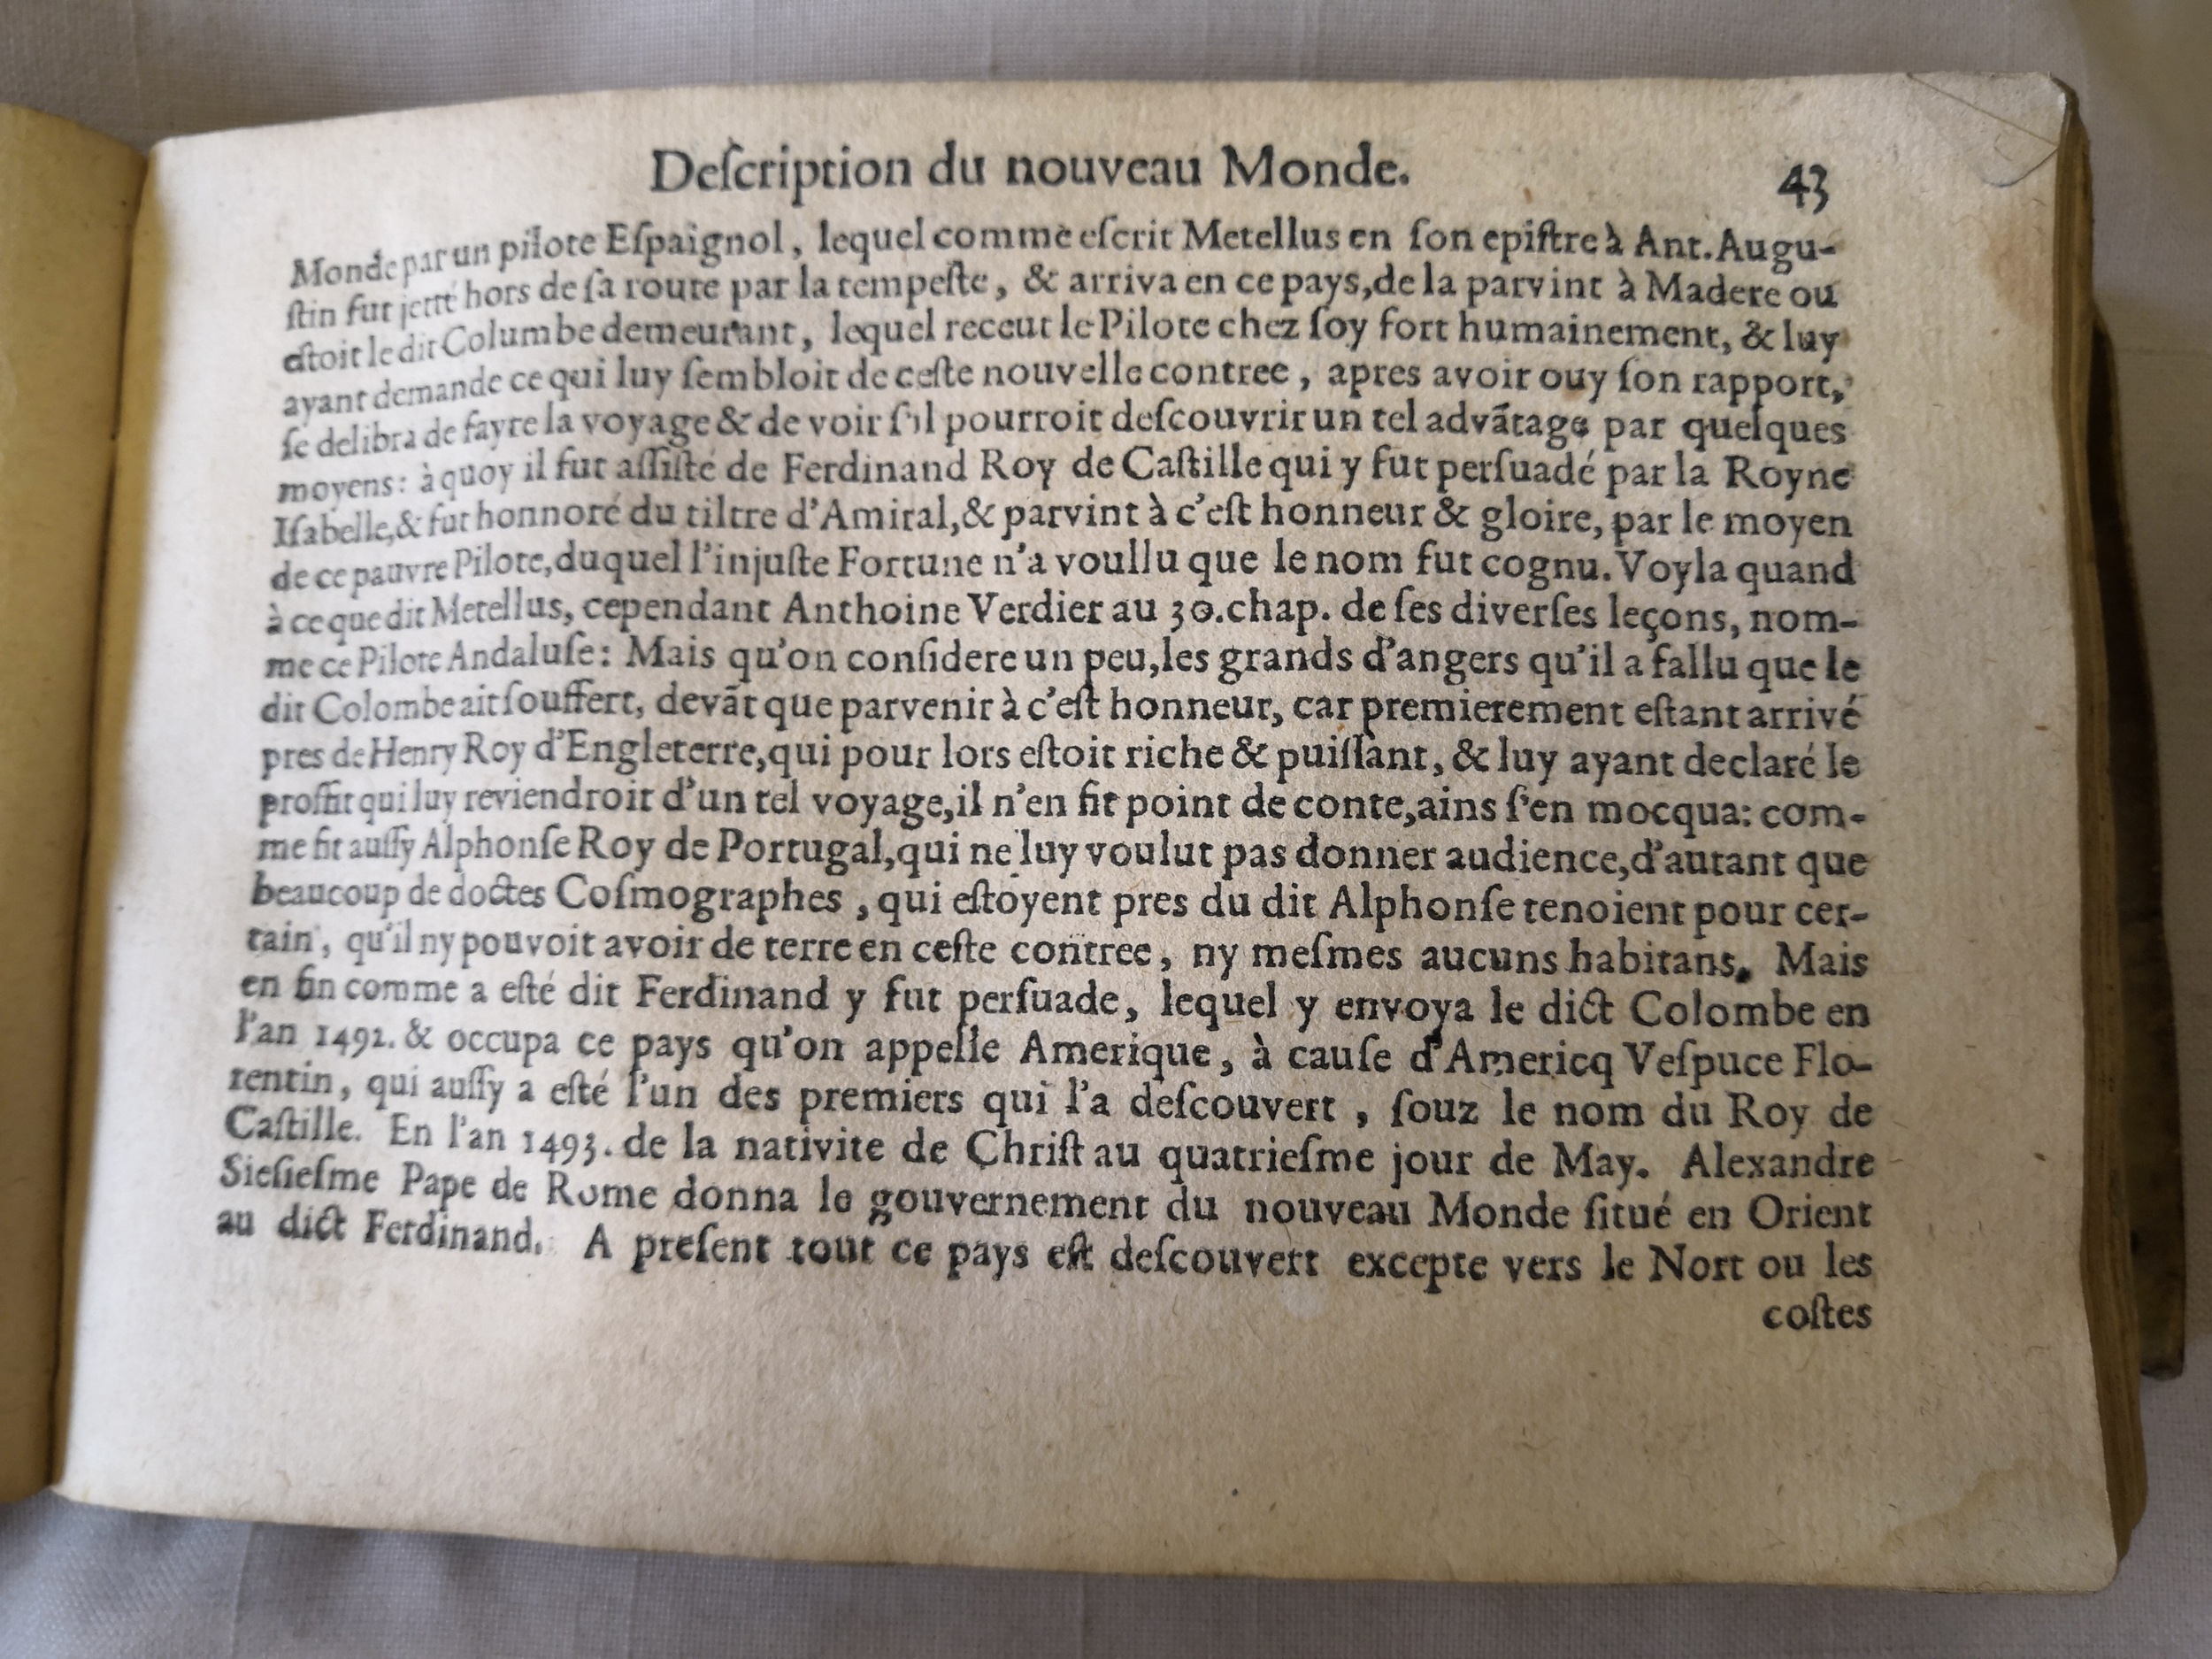 Deſcription du nouveau Monde.
43
Monde par un pilote Eſpaignol, lequel comme eſcrit Metellus en ſon epiſtre à Ant. Augu-
ſtin fut jetté hors de ſa route par la tempeſte, & arriva en ce pays, de la parvint à Madere ou
eſtoit le dit Columbe demeurant, lequel receut le Pilote chez ſoy fort humainement, & luy
ayant demande ce qui luy ſembloit de ceſte nouvelle contree, apres avoir ouy ſon rapport,
ſe delibra de fayre la voyage & de voir ſ'il pourroit deſcouvrir un tel advãtage par quelques
moyens: à quoy il fut aſſiſté de Ferdinand Roy de Caſtille qui y fut perſuadé par la Royne
Iſabelle, & fut honnoré du tiltre d'Amiral, & parvint à c'eſt honneur & gloire, par le moyen
de ce pauvre Pilote, duquel l'injuſte Fortune n'a voullu que le nom fut cognu. Voyla quand
à ce que dit Metellus, cependant Anthoine Verdier au 30. chap. de ſes diverſes leçons, nom-
me ce Pilote Andaluſe: Mais qu'on conſidere un peu, les grands d'angers qu'il a fallu que le
dit Colombe ait ſouffert, devãt que parvenir à c'eſt honneur, car premierement eſtant arrivé
pres de Henry Roy d'Engleterre, qui pour lors eſtoit riche & puiſſant, & luy ayant declaré le
proffit qui luy reviendroit d'un tel voyage, il n'en fit point de conte, ains ſ'en mocqua: com-
me fit auſſy Alphonſe Roy de Portugal, qui ne luy voulut pas donner audience, d'autant que
beaucoup de doctes Coſmographes, qui eſtoyent pres du dit Alphonſe tenoient pour cer-
tain, qu'il ny pouvoit avoir de terre en ceſte contree, ny meſmes aucuns habitans. Mais
en fin comme a eſté dit Ferdinand y fut perſuade, lequel y envoya le dict Colombe en
l'an 1492. & occupa ce pays qu'on appelle Amerique, à cauſe d'Americq Veſpuce Flo-
rentin, qui auſſy a eſté l'un des premiers qui l'a deſcouvert, ſouz le nom du Roy de
Caſtille. En l'an 1493. de la nativite de Chriſt au quatrieſme jour de May. Alexandre
Sieſieſme Pape de Rome donna le gouvernement du nouveau Monde ſitué en Orient
au dict Ferdinand. A preſent tout ce pays eſt deſcouvert excepte vers le Nort ou les
coſtes